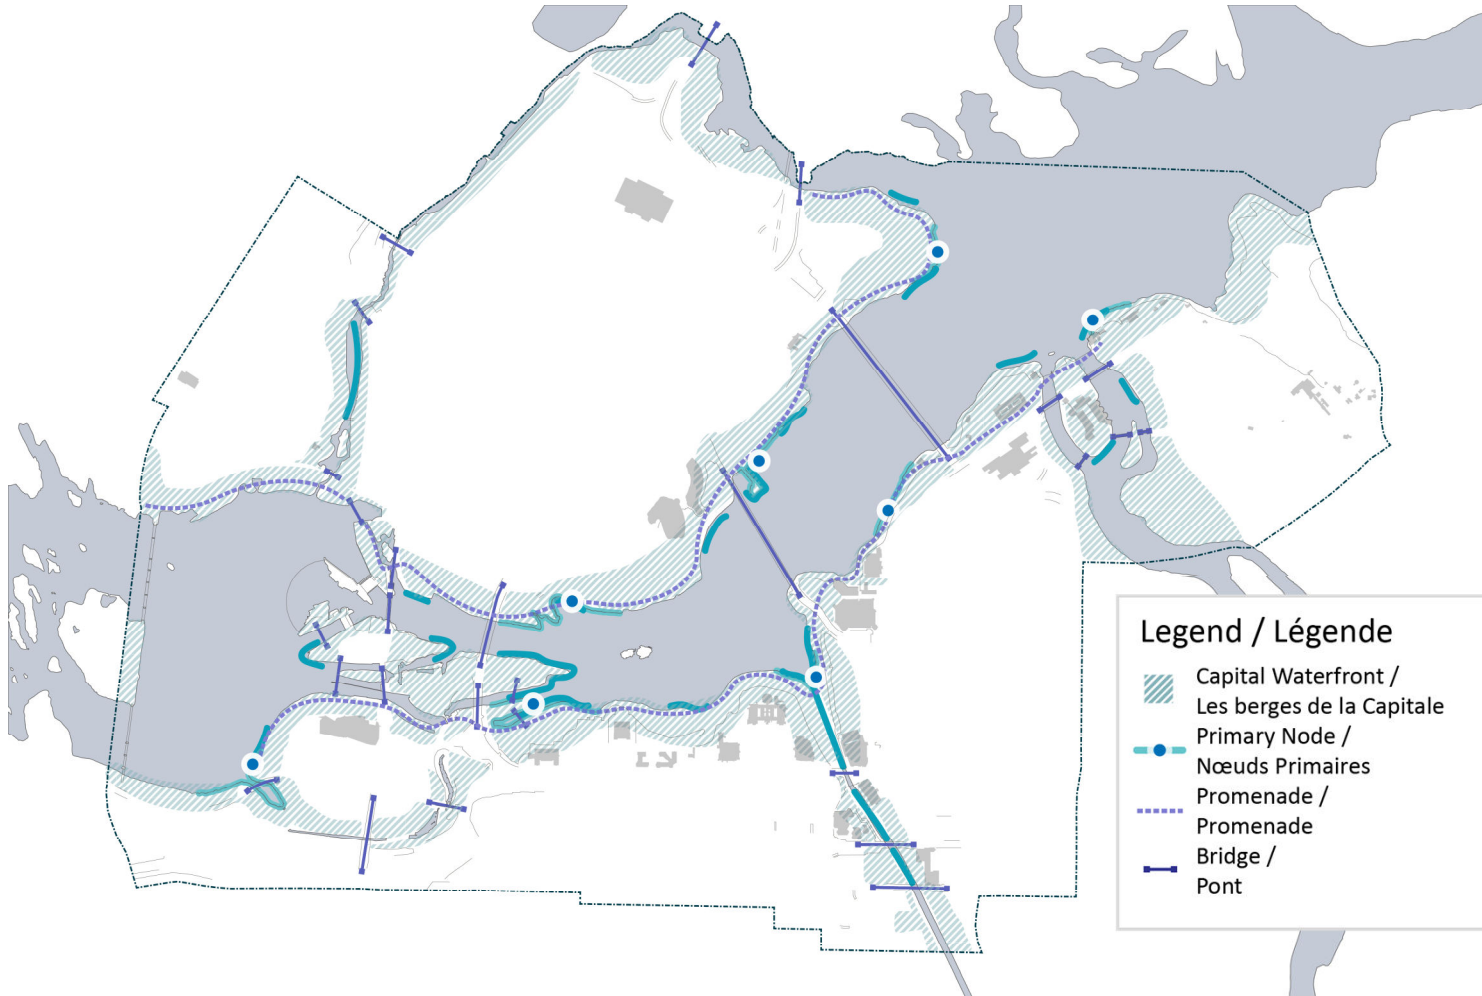 Legend / Légende
Capital Waterfront /
Les berges de la Capitale
Primary Node /
Nœuds Primaires
Promenade /
Promenade
Bridge /
Pont